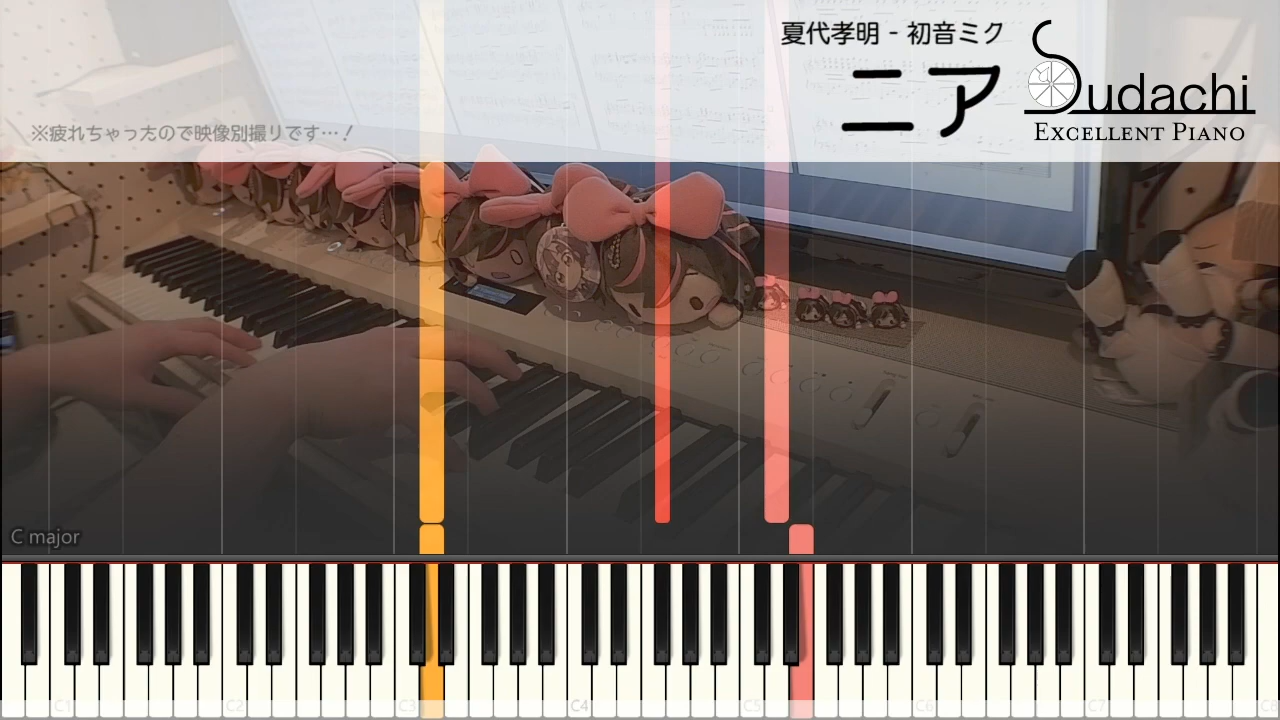 夏代孝明 - 初音ミク
ニア
Sudachi
EXCELLENT PIANO
※疲れちゃったので映像別撮りです…！
C major
C1 C2 C3 C4 C5 C6 C7 C8